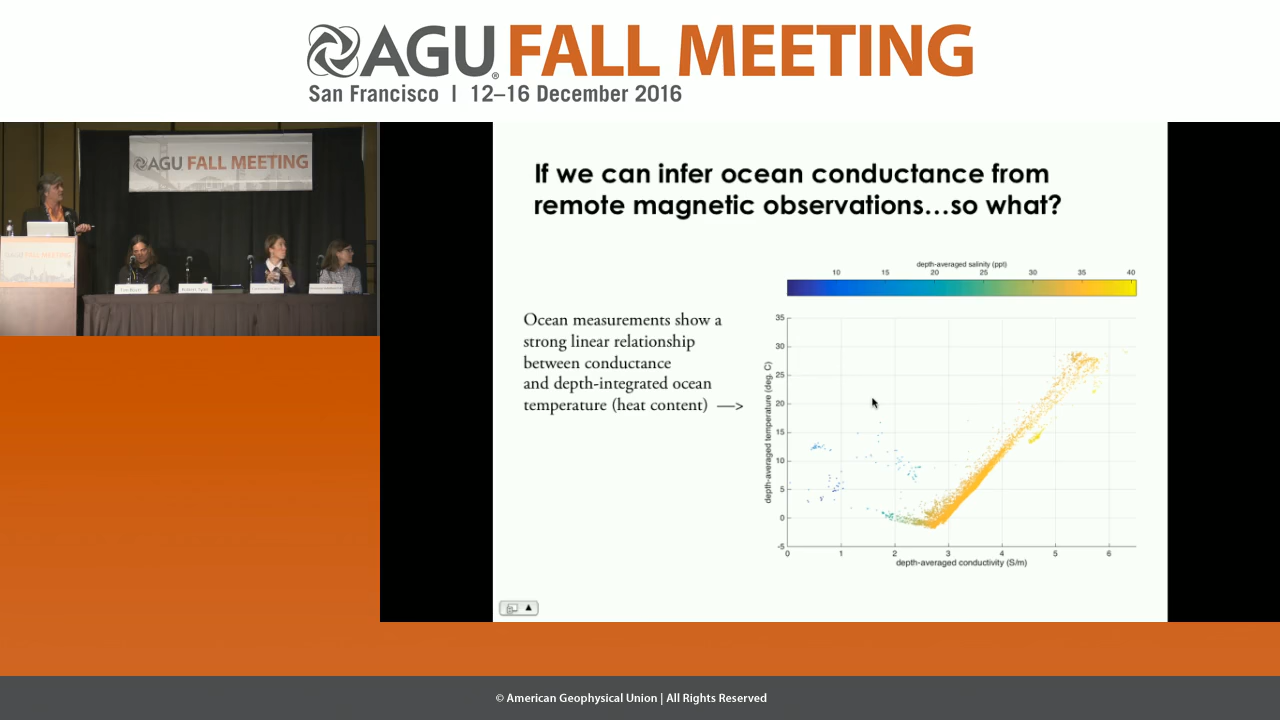 AGU FALL MEETING
San Francisco | 12–16 December 2016
AGU FALL MEETING
AGU FALL MEETING
If we can infer ocean conductance from
remote magnetic observations...so what?
Ocean measurements show a
strong linear relationship
between conductance
and depth-integrated ocean
temperature (heat content) —>
depth-averaged salinity (ppt)
10 15 20 25 30 35 40
depth-averaged temperature (deg. C)
35
30
25
20
15
10
5
0
-5
0 1 2 3 4 5 6
depth-averaged conductivity (S/m)
© American Geophysical Union | All Rights Reserved